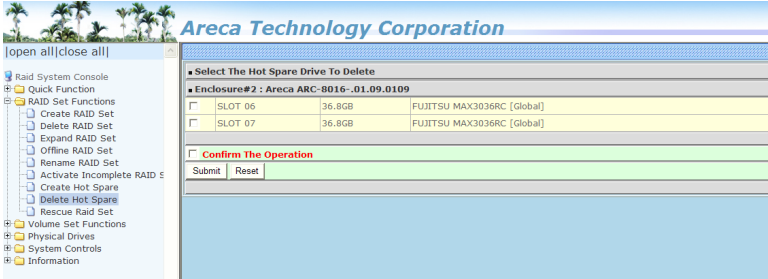 Areca Technology Corporation
|open all|close all|
Raid System Console
Quick Function
RAID Set Functions
Create RAID Set
Delete RAID Set
Expand RAID Set
Offline RAID Set
Rename RAID Set
Activate Incomplete RAID S
Create Hot Spare
Delete Hot Spare
Rescue Raid Set
Volume Set Functions
Physical Drives
System Controls
Information
Select The Hot Spare Drive To Delete
Enclosure#2 : Areca ARC-8016-.01.09.0109
SLOT 06 36.8GB FUJITSU MAX3036RC [Global]
SLOT 07 36.8GB FUJITSU MAX3036RC [Global]
Confirm The Operation
Submit Reset